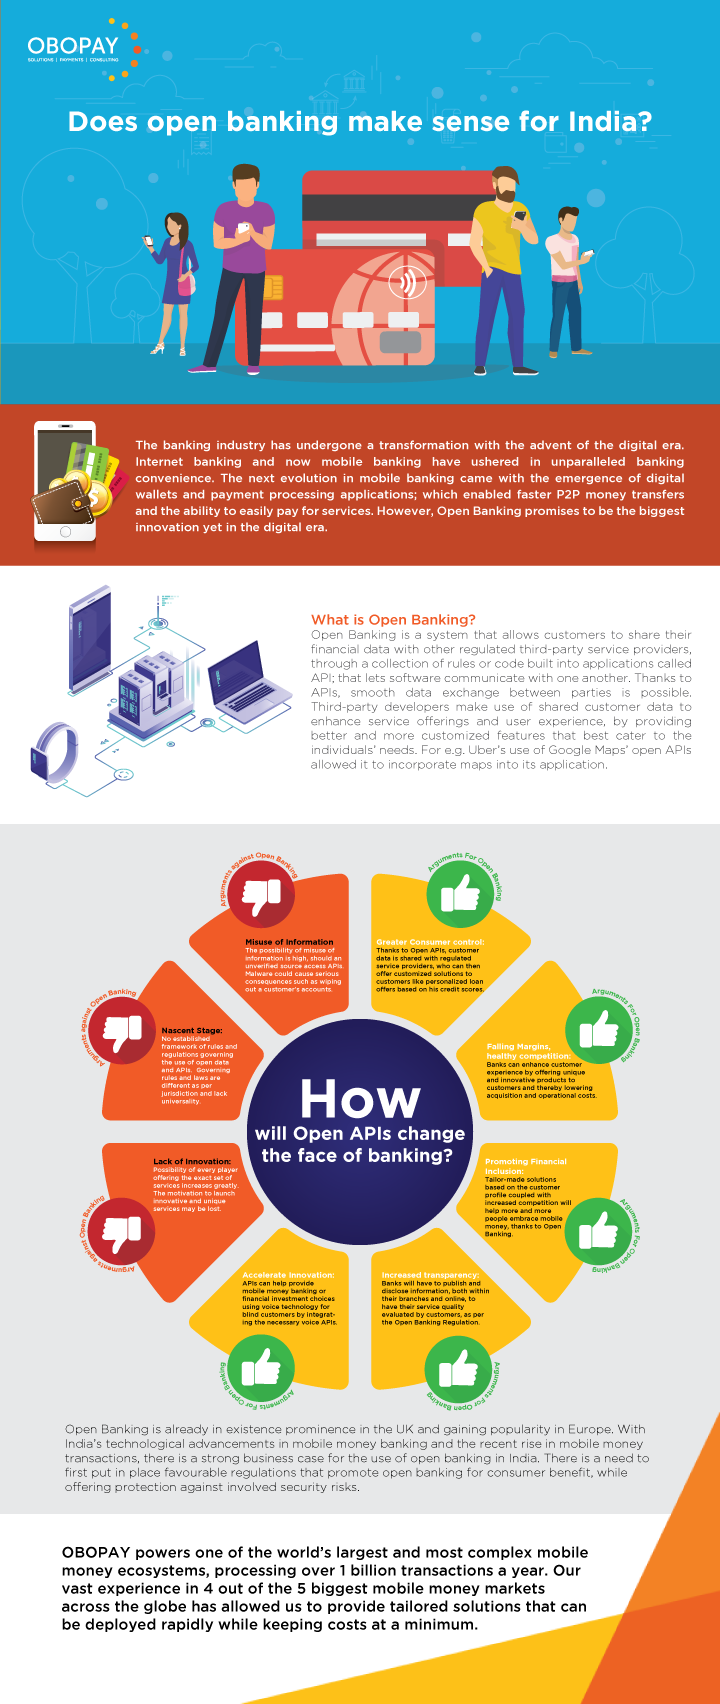 OBOPAY
SOLUTIONS | PAYMENTS | CONSULTING
Does open banking make sense for India?
The banking industry has undergone a transformation with the advent of the digital era.
Internet banking and now mobile banking have ushered in unparalleled banking
convenience. The next evolution in mobile banking came with the emergence of digital
wallets and payment processing applications; which enabled faster P2P money transfers
and the ability to easily pay for services. However, Open Banking promises to be the biggest
innovation yet in the digital era.
What is Open Banking?
Open Banking is a system that allows customers to share their
financial data with other regulated third-party service providers,
through a collection of rules or code built into applications called
API; that lets software communicate with one another. Thanks to
APIs, smooth data exchange between parties is possible.
Third-party developers make use of shared customer data to
enhance service offerings and user experience, by providing
better and more customized features that best cater to the
individuals' needs. For e.g. Uber's use of Google Maps' open APIs
allowed it to incorporate maps into its application.
Arguments against Open Banking
Misuse of Information
The possibility of misuse of
information is high, should an
unverified source access APIs.
Malware could cause serious
consequences such as wiping
out a customer's accounts.
Arguments For Open Banking
Greater Consumer control:
Thanks to Open APIs, customer
data is shared with regulated
service providers, who can then
offer customized solutions to
customers like personalized loan
offers based on his credit scores.
Arguments against Open Banking
Nascent Stage:
No established
framework of rules and
regulations governing
the use of open data
and APIs. Governing
rules and laws are
different as per
jurisdiction and lack
universality.
Arguments For Open Banking
Falling Margins,
healthy competition:
Banks can enhance customer
experience by offering unique
and innovative products to
customers and thereby lowering
acquisition and operational costs.
How
will Open APIs change
the face of banking?
Lack of Innovation:
Possibility of every player
offering the exact set of
services increases greatly.
The motivation to launch
innovative and unique
services may be lost.
Arguments against Open Banking
Promoting Financial
Inclusion:
Tailor-made solutions
based on the customer
profile coupled with
increased competition will
help more and more
people embrace mobile
money, thanks to Open
Banking.
Arguments For Open Banking
Accelerate Innovation:
APIs can help provide
mobile money banking or
financial investment choices
using voice technology for
blind customers by integrat-
ing the necessary voice APIs.
Arguments For Open Banking
Increased transparency:
Banks will have to publish and
disclose information, both within
their branches and online, to
have their service quality
evaluated by customers, as per
the Open Banking Regulation.
Arguments For Open Banking
Open Banking is already in existence prominence in the UK and gaining popularity in Europe. With
India's technological advancements in mobile money banking and the recent rise in mobile money
transactions, there is a strong business case for the use of open banking in India. There is a need to
first put in place favourable regulations that promote open banking for consumer benefit, while
offering protection against involved security risks.
OBOPAY powers one of the world's largest and most complex mobile
money ecosystems, processing over 1 billion transactions a year. Our
vast experience in 4 out of the 5 biggest mobile money markets
across the globe has allowed us to provide tailored solutions that can
be deployed rapidly while keeping costs at a minimum.